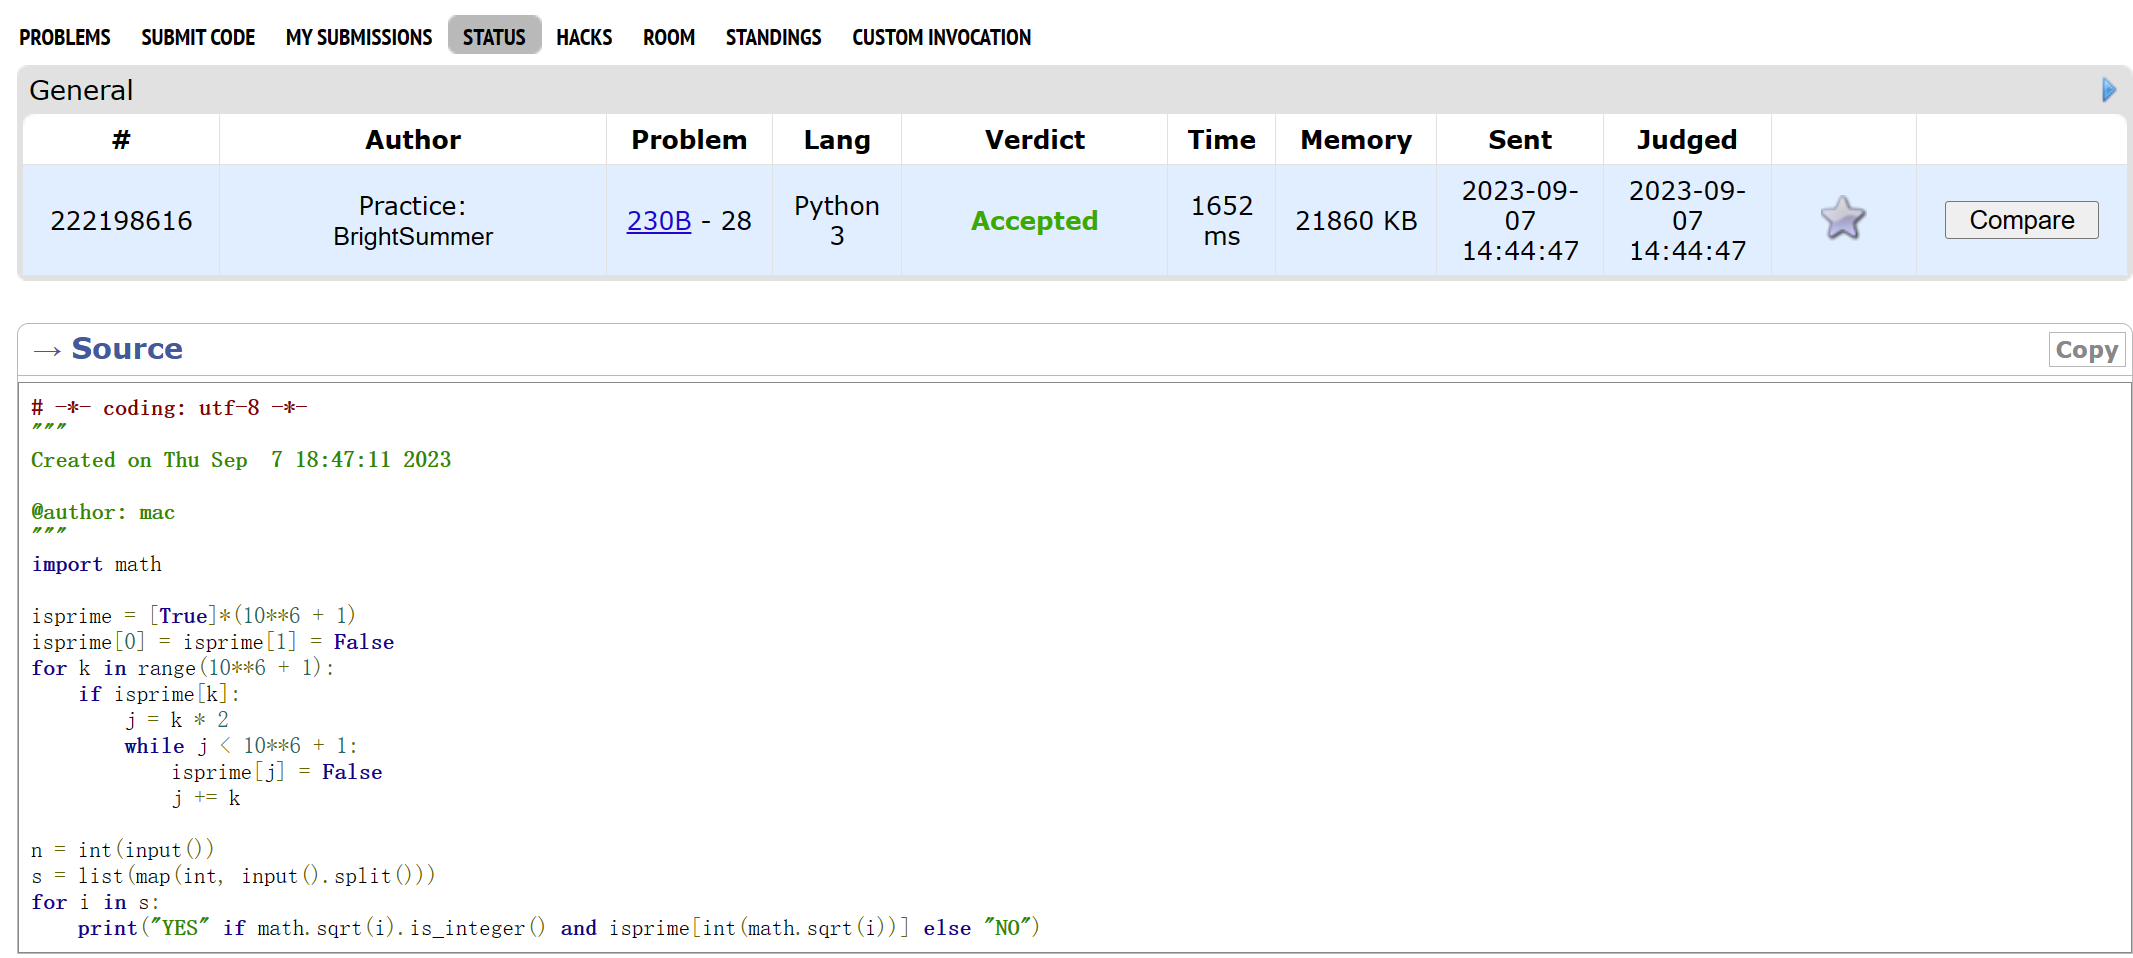 PROBLEMS SUBMIT CODE MY SUBMISSIONS STATUS HACKS ROOM STANDINGS CUSTOM INVOCATION
General
# Author Problem Lang Verdict Time Memory Sent Judged
222198616 Practice: BrightSummer 230B - 28 Python 3 Accepted 1652 ms 21860 KB 2023-09-07 14:44:47 2023-09-07 14:44:47 Compare
→ Source Copy
# -*- coding: utf-8 -*-
"""
Created on Thu Sep  7 18:47:11 2023

@author: mac
"""
import math

isprime = [True]*(10**6 + 1)
isprime[0] = isprime[1] = False
for k in range(10**6 + 1):
    if isprime[k]:
        j = k * 2
        while j < 10**6 + 1:
            isprime[j] = False
            j += k

n = int(input())
s = list(map(int, input().split()))
for i in s:
    print("YES" if math.sqrt(i).is_integer() and isprime[int(math.sqrt(i))] else "NO")